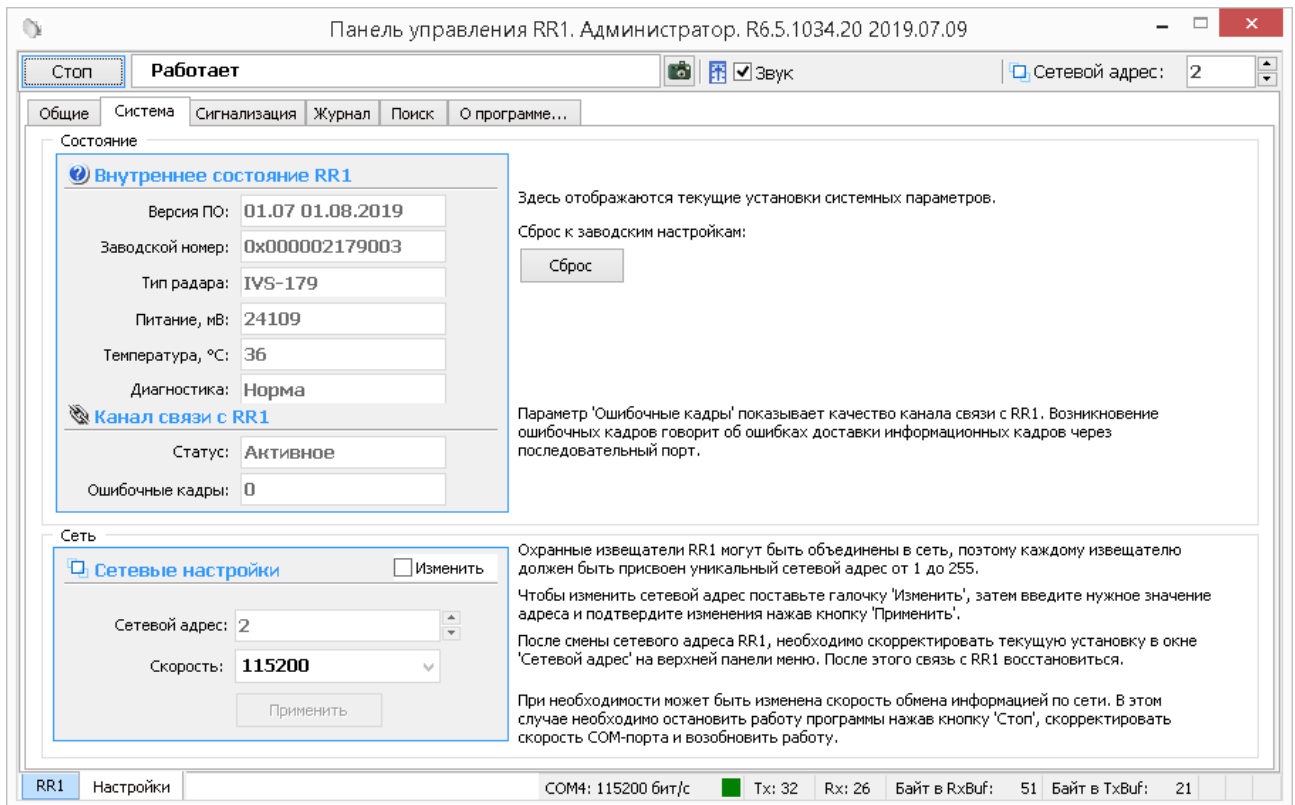 Панель управления RR1. Администратор. R6.5.1034.20 2019.07.09
Стоп
Работает
Звук
Сетевой адрес: 2
Общие Система Сигнализация Журнал Поиск О программе...
Состояние
Внутреннее состояние RR1
Версия ПО: 01.07 01.08.2019
Заводской номер: 0x000002179003
Тип радара: IVS-179
Питание, мВ: 24109
Температура, °C: 36
Диагностика: Норма
Канал связи с RR1
Статус: Активное
Ошибочные кадры: 0
Здесь отображаются текущие установки системных параметров.
Сброс к заводским настройкам:
Сброс
Параметр 'Ошибочные кадры' показывает качество канала связи с RR1. Возникновение
ошибочных кадров говорит об ошибках доставки информационных кадров через
последовательный порт.
Сеть
Сетевые настройки
Изменить
Сетевой адрес: 2
Скорость: 115200
Применить
Охранные извещатели RR1 могут быть объединены в сеть, поэтому каждому извещателю
должен быть присвоен уникальный сетевой адрес от 1 до 255.
Чтобы изменить сетевой адрес поставьте галочку 'Изменить', затем введите нужное значение
адреса и подтвердите изменения нажав кнопку 'Применить'.
После смены сетевого адреса RR1, необходимо скорректировать текущую установку в окне
'Сетевой адрес' на верхней панели меню. После этого связь с RR1 восстановиться.
При необходимости может быть изменена скорость обмена информацией по сети. В этом
случае необходимо остановить работу программы нажав кнопку 'Стоп', скорректировать
скорость COM-порта и возобновить работу.
RR1 Настройки
COM4: 115200 бит/с Tx: 32 Rx: 26 Байт в RxBuf: 51 Байт в TxBuf: 21